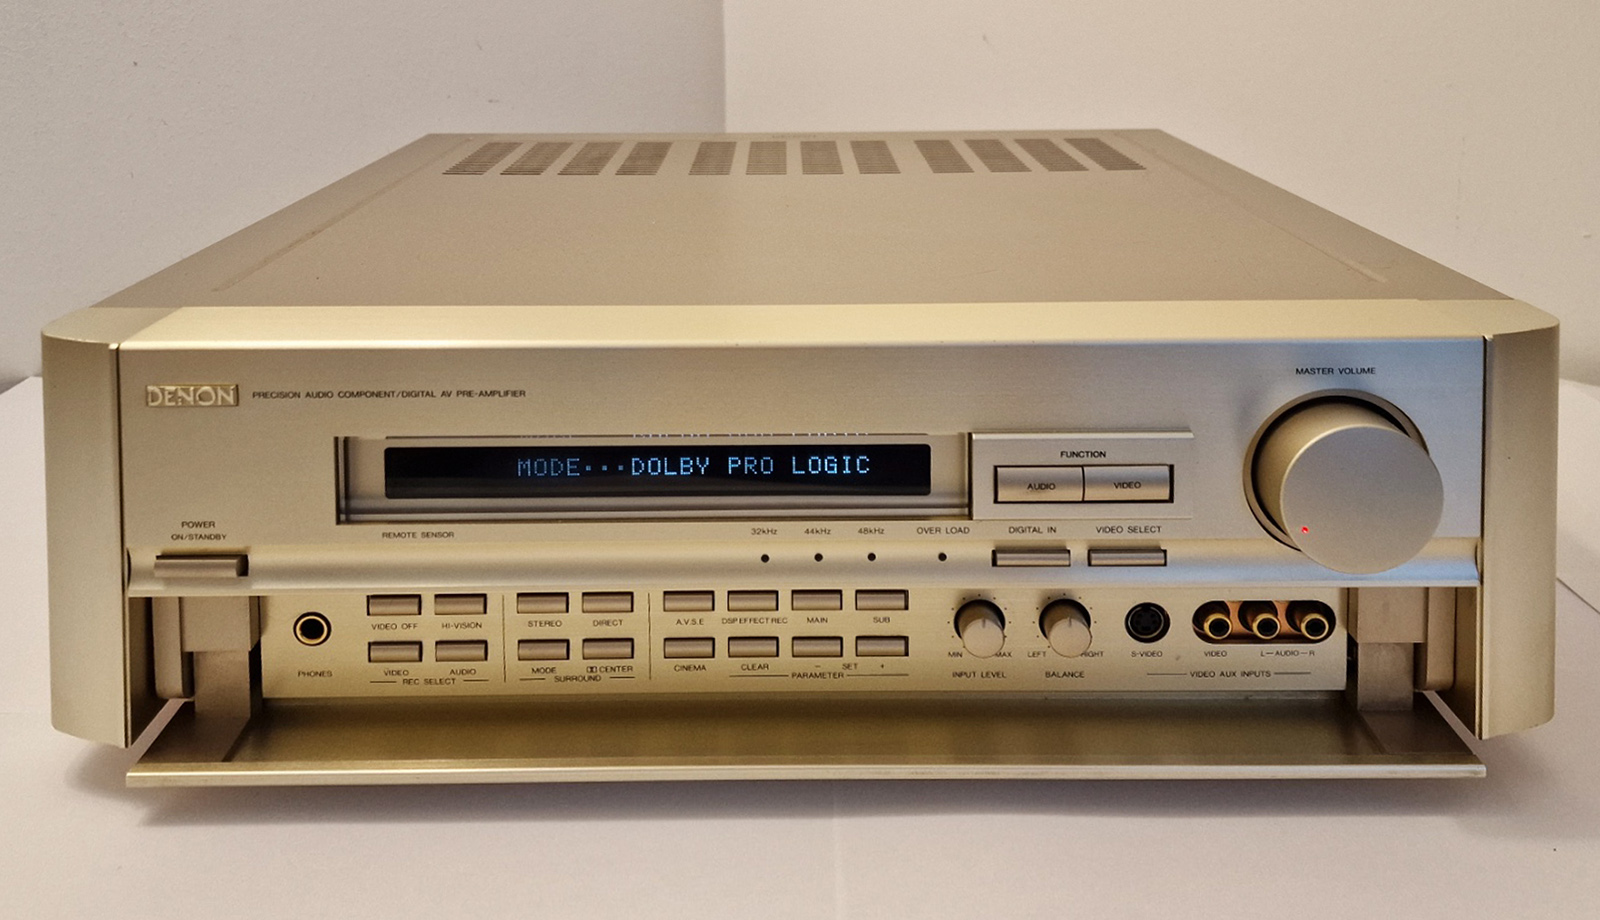 DENON PRECISION AUDIO COMPONENT/DIGITAL AV PRE-AMPLIFIER
MASTER VOLUME
MODE···DOLBY PRO LOGIC
FUNCTION
AUDIO VIDEO
POWER
ON/STANDBY
REMOTE SENSOR
32kHz 44kHz 48kHz OVER LOAD
DIGITAL IN VIDEO SELECT
VIDEO OFF HI-VISION STEREO DIRECT A.V.S.E DSP EFFECT REC MAIN SUB
MIN MAX LEFT RIGHT S-VIDEO VIDEO L—AUDIO—R
PHONES VIDEO AUDIO MODE CENTER CINEMA CLEAR − SET +
REC SELECT SURROUND PARAMETER INPUT LEVEL BALANCE VIDEO AUX INPUTS